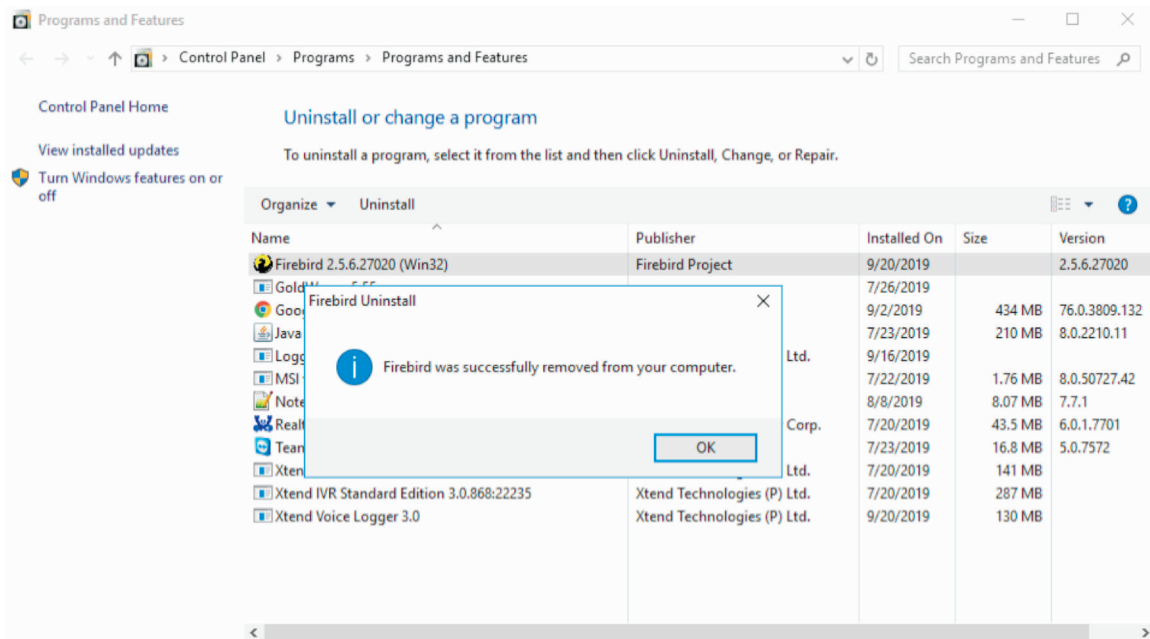 Programs and Features
Control Panel > Programs > Programs and Features
Search Programs and Features
Control Panel Home
View installed updates
Turn Windows features on or
off
Uninstall or change a program
To uninstall a program, select it from the list and then click Uninstall, Change, or Repair.
Organize Uninstall
Name Publisher Installed On Size Version
Firebird 2.5.6.27020 (Win32) Firebird Project 9/20/2019 2.5.6.27020
7/26/2019
9/2/2019 434 MB 76.0.3809.132
Java 7/23/2019 210 MB 8.0.2210.11
Ltd. 9/16/2019
MSI 7/22/2019 1.76 MB 8.0.50727.42
Note 8/8/2019 8.07 MB 7.7.1
Realt Corp. 7/20/2019 43.5 MB 6.0.1.7701
Team 7/23/2019 16.8 MB 5.0.7572
Xten Ltd. 7/20/2019 141 MB
Xtend IVR Standard Edition 3.0.868:22235 Xtend Technologies (P) Ltd. 7/20/2019 287 MB
Xtend Voice Logger 3.0 Xtend Technologies (P) Ltd. 9/20/2019 130 MB
Firebird Uninstall
Firebird was successfully removed from your computer.
OK